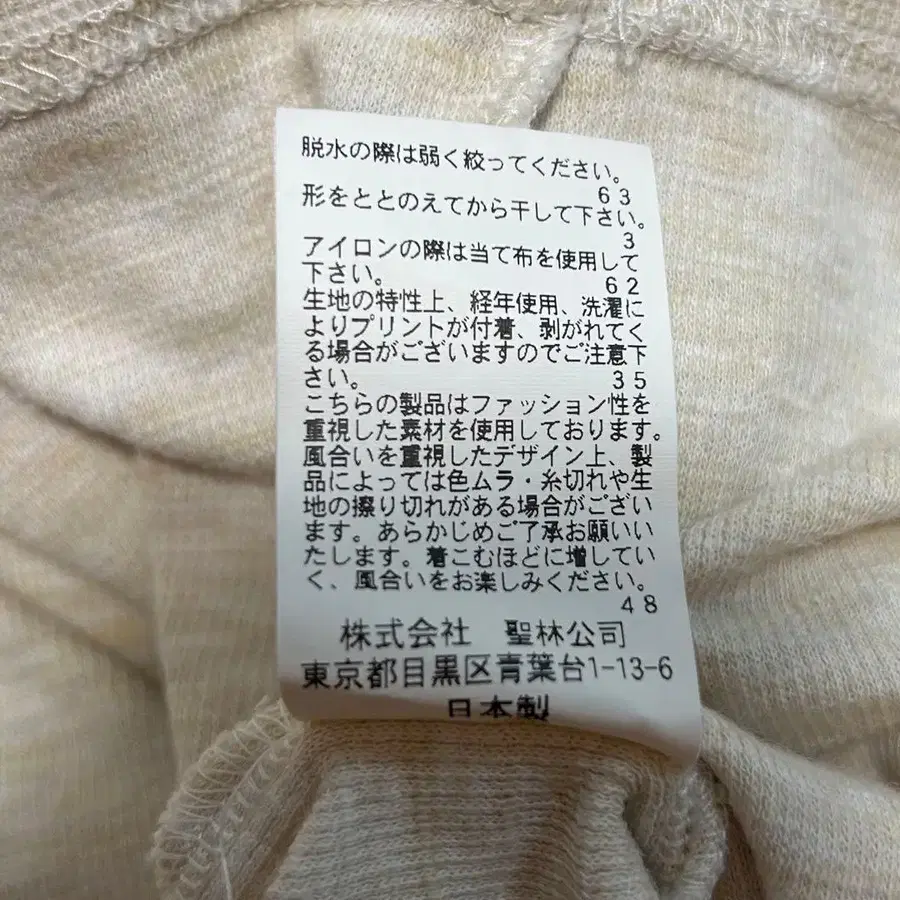 脱水の際は弱く絞ってください。
63
形をととのえてから干して下さい。
3
アイロンの際は当て布を使用して
下さい。 62
生地の特性上、経年使用、洗濯に
よりプリントが付着、剥がれてく
る場合がございますのでご注意下
さい。 35
こちらの製品はファッション性を
重視した素材を使用しております。
風合いを重視したデザイン上、製
品によっては色ムラ・糸切れや生
地の擦り切れがある場合がござい
ます。あらかじめご了承お願いい
たします。着こむほどに増してい
く、風合いをお楽しみください。
48
株式会社 聖林公司
東京都目黒区青葉台1-13-6
日本製